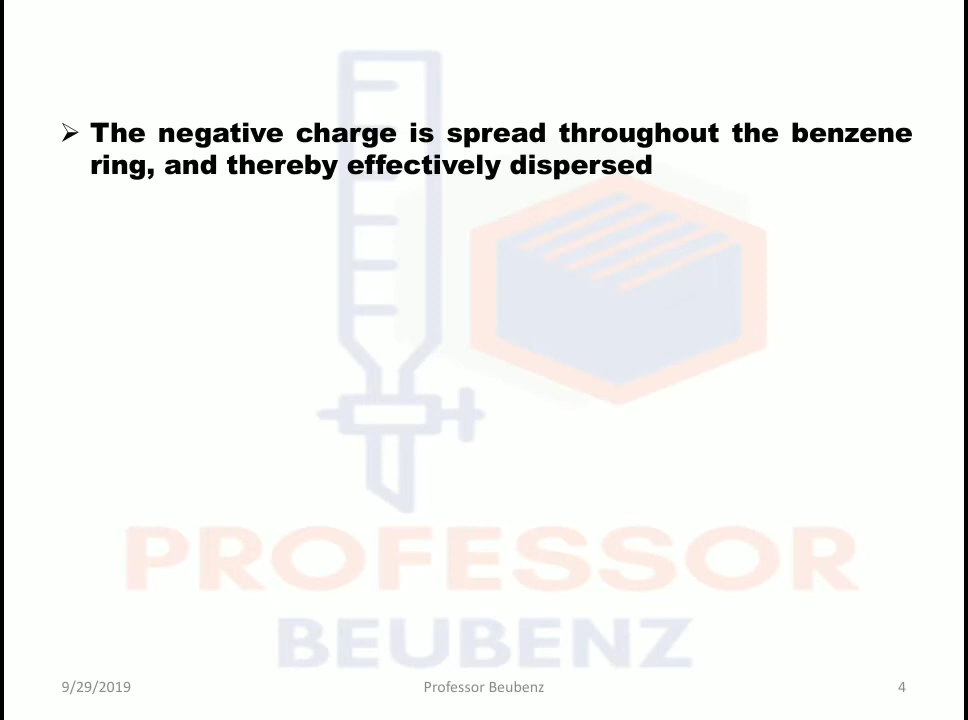 ➢ The negative charge is spread throughout the benzene
ring, and thereby effectively dispersed
PROFESSOR
BEUBENZ
9/29/2019 Professor Beubenz 4